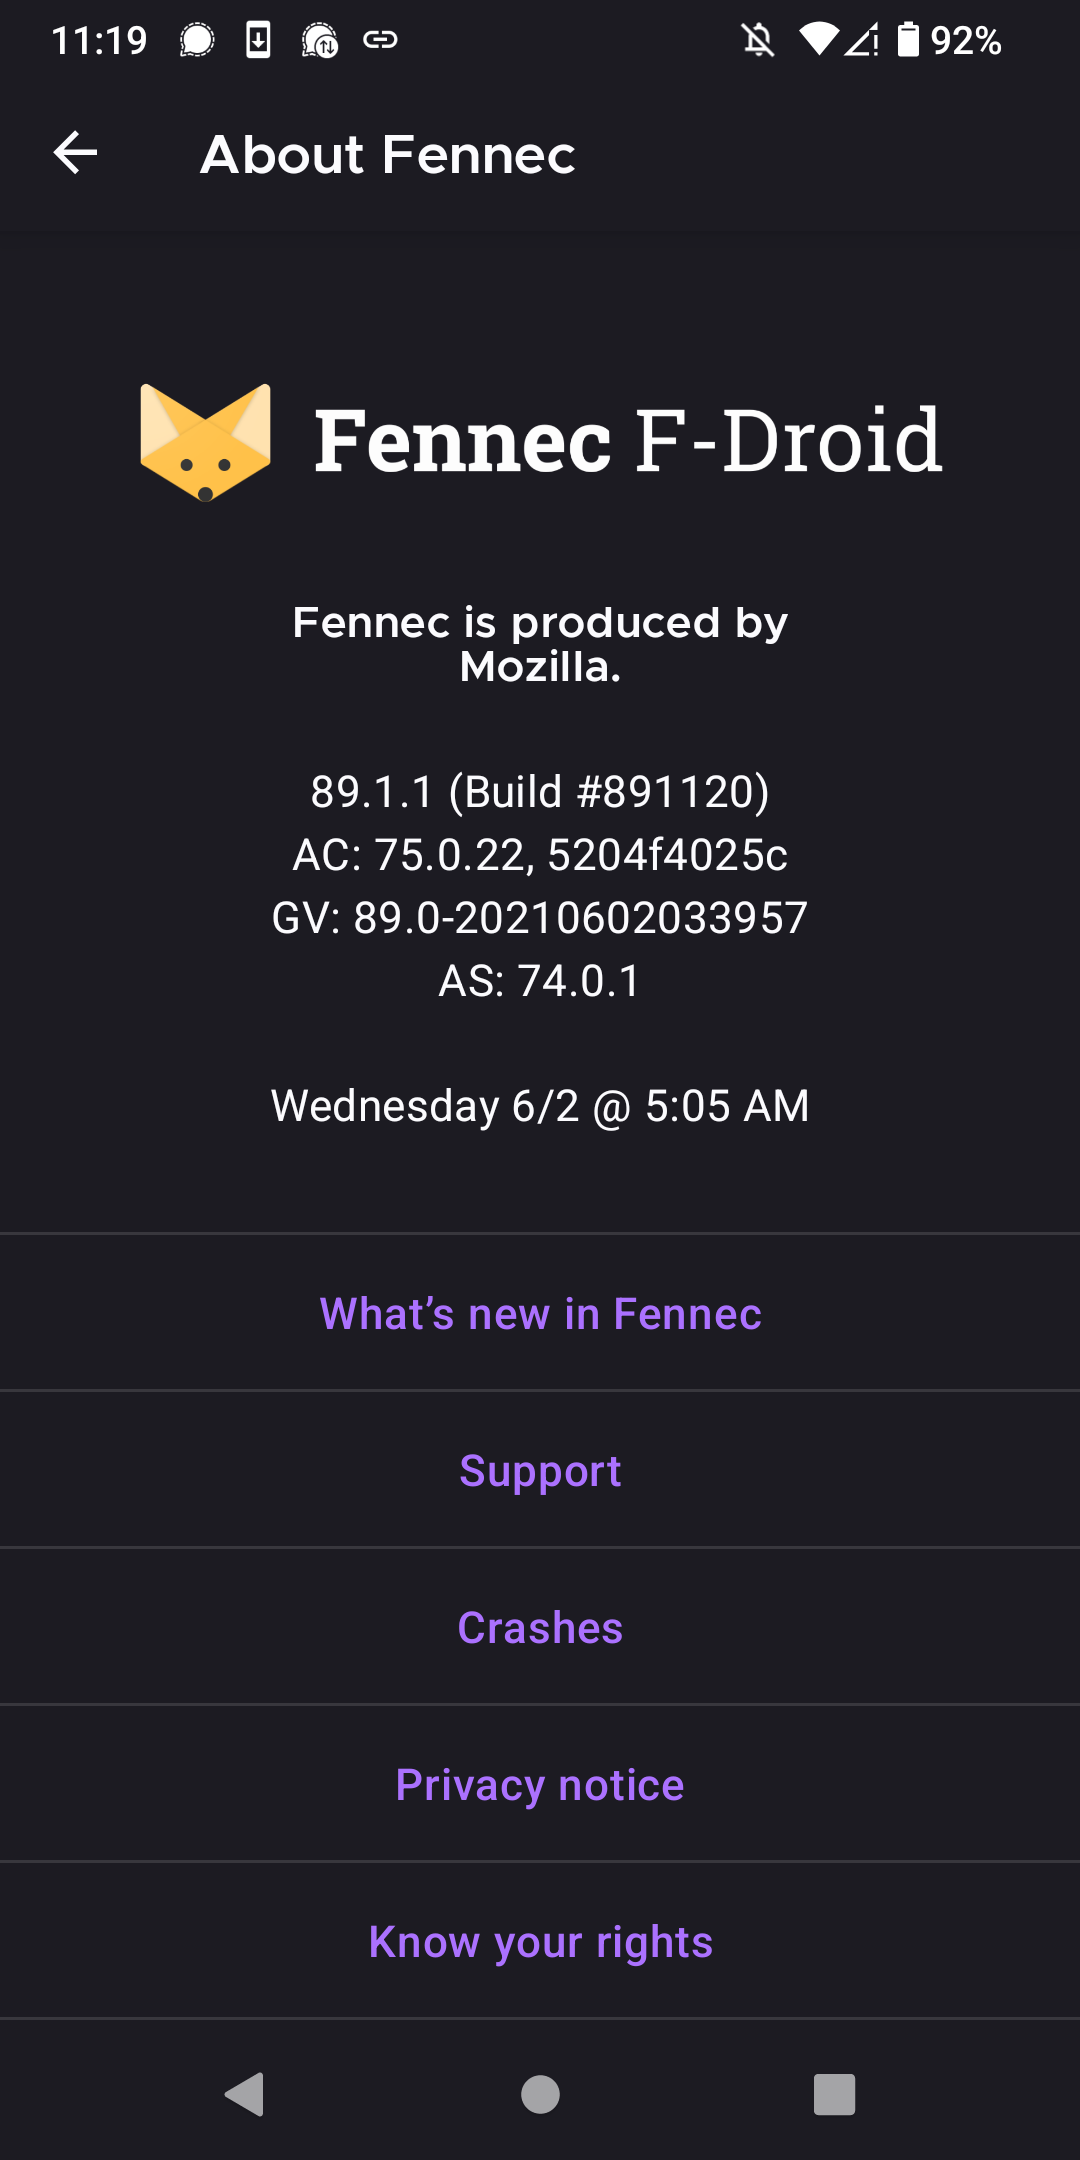 11:19
92%
About Fennec
Fennec F-Droid
Fennec is produced by
Mozilla.
89.1.1 (Build #891120)
AC: 75.0.22, 5204f4025c
GV: 89.0-20210602033957
AS: 74.0.1
Wednesday 6/2 @ 5:05 AM
What’s new in Fennec
Support
Crashes
Privacy notice
Know your rights